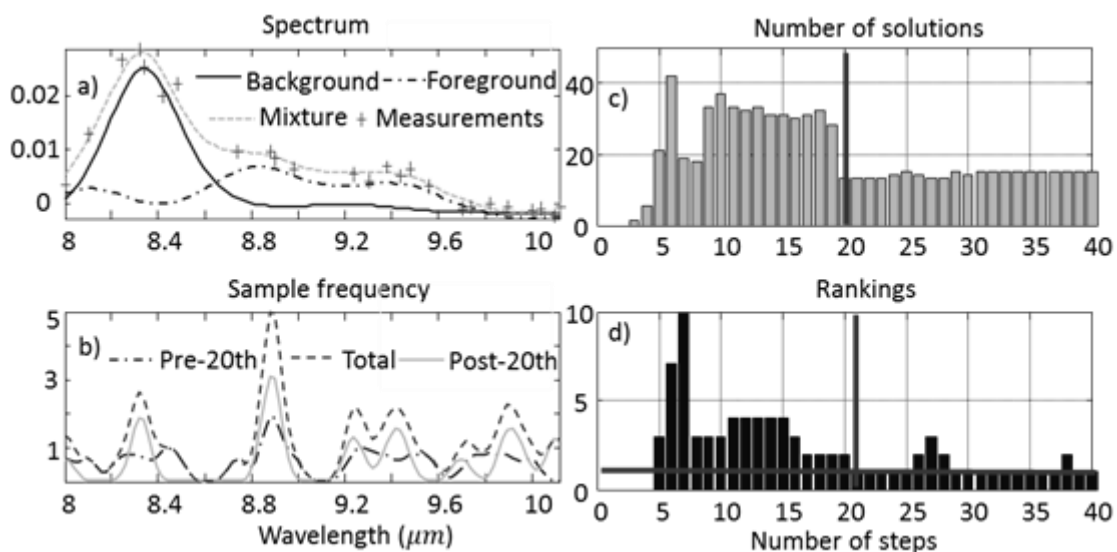 Spectrum
a)
Background
Foreground
Mixture
Measurements
0.02
0.01
0
8 8.4 8.8 9.2 9.6 10
Number of solutions
c)
40
20
0
0 5 10 15 20 25 30 35 40
Sample frequency
b)
Pre-20th
Total
Post-20th
5
3
1
8 8.4 8.8 9.2 9.6 10
Wavelength (μm)
Rankings
d)
10
5
0
0 5 10 15 20 25 30 35 40
Number of steps